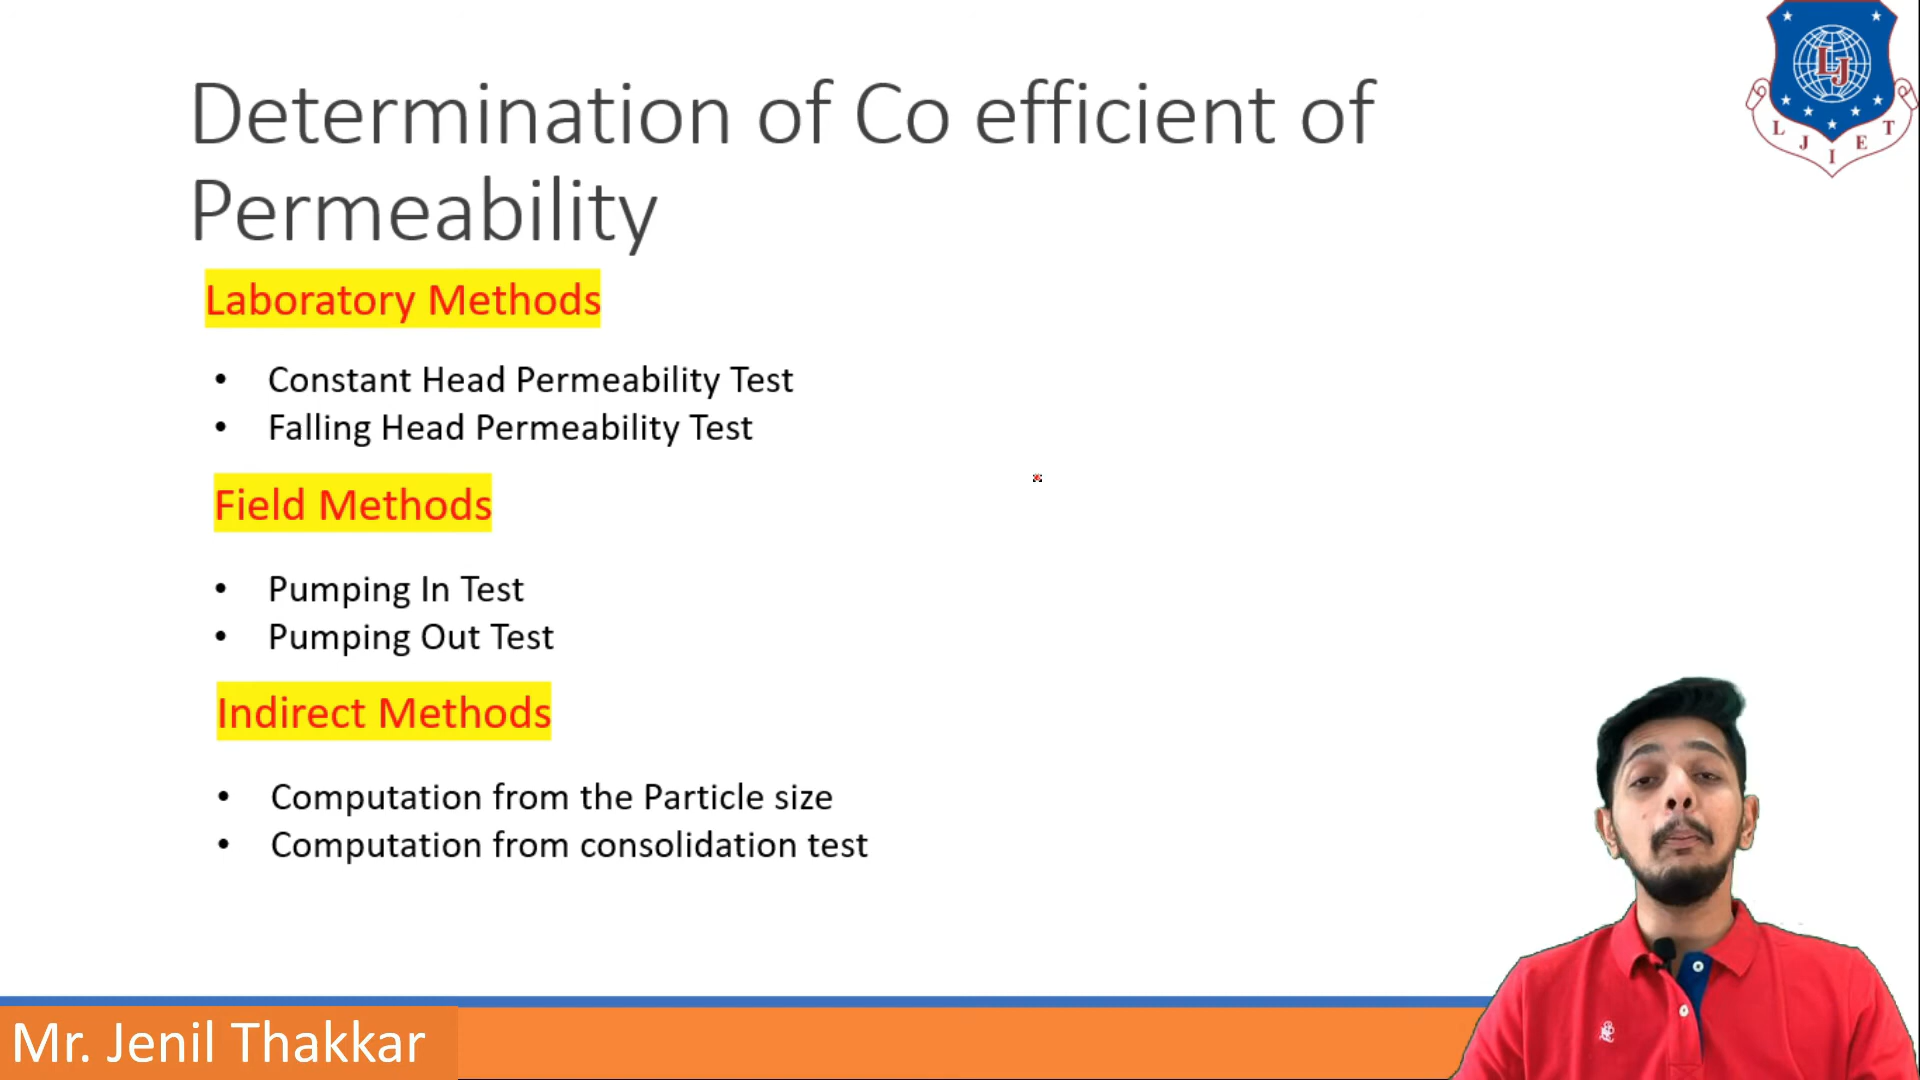 Determination of Co efficient of
Permeability
Laboratory Methods
• Constant Head Permeability Test
• Falling Head Permeability Test
Field Methods
• Pumping In Test
• Pumping Out Test
Indirect Methods
• Computation from the Particle size
• Computation from consolidation test
Mr. Jenil Thakkar
LJ
L J I E T